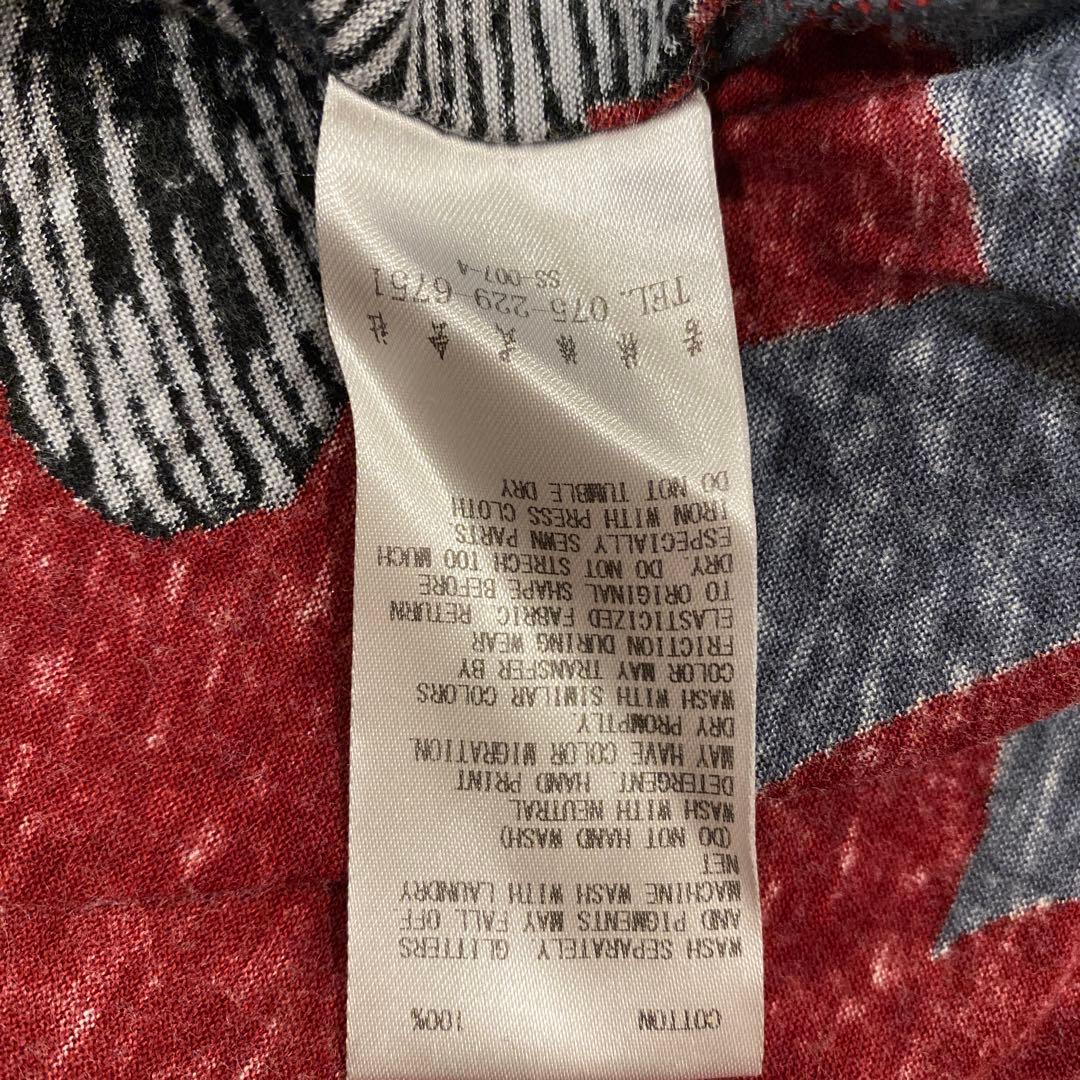 COTTON 100%
WASH SEPARATELY GLITTERS
AND PIGMENTS MAY FALL OFF
MACHINE WASH WITH LAUNDRY
NET
(DO NOT HAND WASH)
WASH WITH NEUTRAL
DETERGENT. HAND PRINT
MAY HAVE COLOR MIGRATION.
DRY PROMPTLY
WASH WITH SIMILAR COLORS
COLOR MAY TRANSFER BY
FRICTION DURING WEAR
ELASTICIZED FABRIC. RETURN
TO ORIGINAL SHAPE BEFORE
DRY. DO NOT STRECH TOO MUCH
ESPECIALLY SEWN PARTS
IRON WITH PRESS CLOTH
DO NOT TUMBLE DRY
若林株式会社
TEL. 075-229-6751
SS-007-A